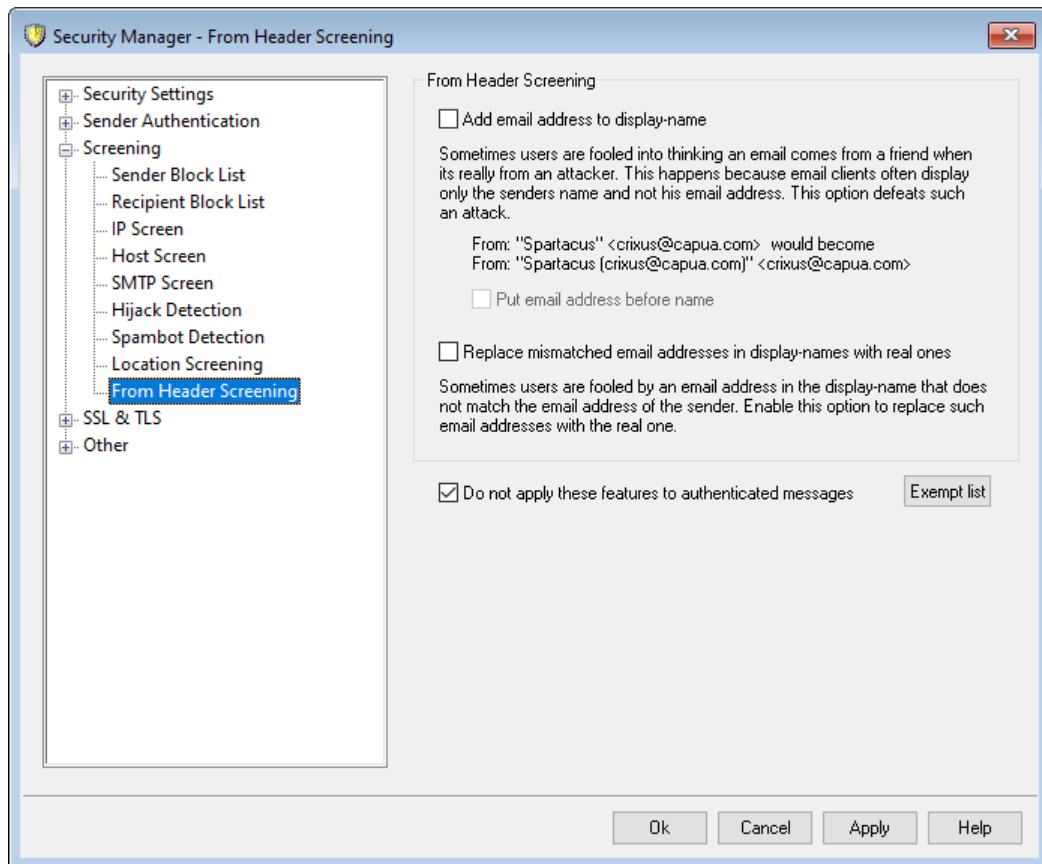 Security Manager - From Header Screening
Security Settings
Sender Authentication
Screening
Sender Block List
Recipient Block List
IP Screen
Host Screen
SMTP Screen
Hijack Detection
Spambot Detection
Location Screening
From Header Screening
SSL & TLS
Other
From Header Screening
Add email address to display-name
Sometimes users are fooled into thinking an email comes from a friend when
its really from an attacker. This happens because email clients often display
only the senders name and not his email address. This option defeats such
an attack.
From: "Spartacus" <crixus@capua.com> would become
From: "Spartacus (crixus@capua.com)" <crixus@capua.com>
Put email address before name
Replace mismatched email addresses in display-names with real ones
Sometimes users are fooled by an email address in the display-name that does
not match the email address of the sender. Enable this option to replace such
email addresses with the real one.
Do not apply these features to authenticated messages
Exempt list
Ok
Cancel
Apply
Help